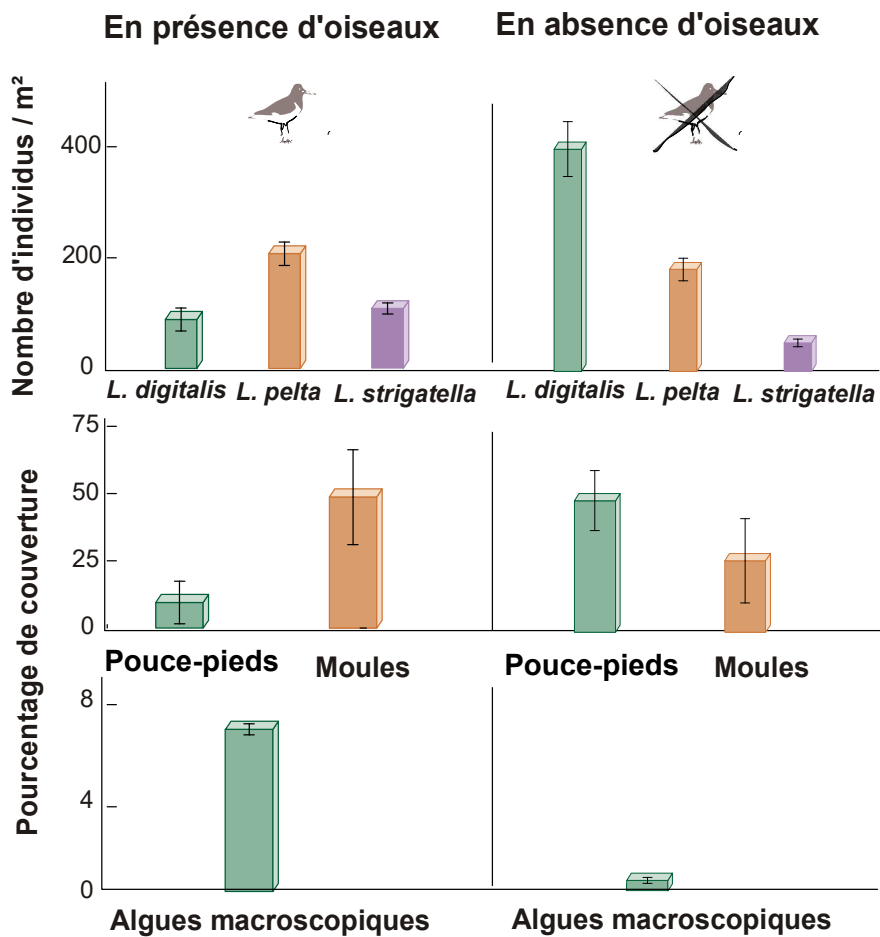 En présence d'oiseaux
En absence d'oiseaux
Nombre d'individus / m²
400
200
0
L. digitalis L. pelta L. strigatella
L. digitalis L. pelta L. strigatella
Pourcentage de couverture
75
50
25
0
Pouce-pieds Moules
Pouce-pieds Moules
8
4
0
Algues macroscopiques
Algues macroscopiques